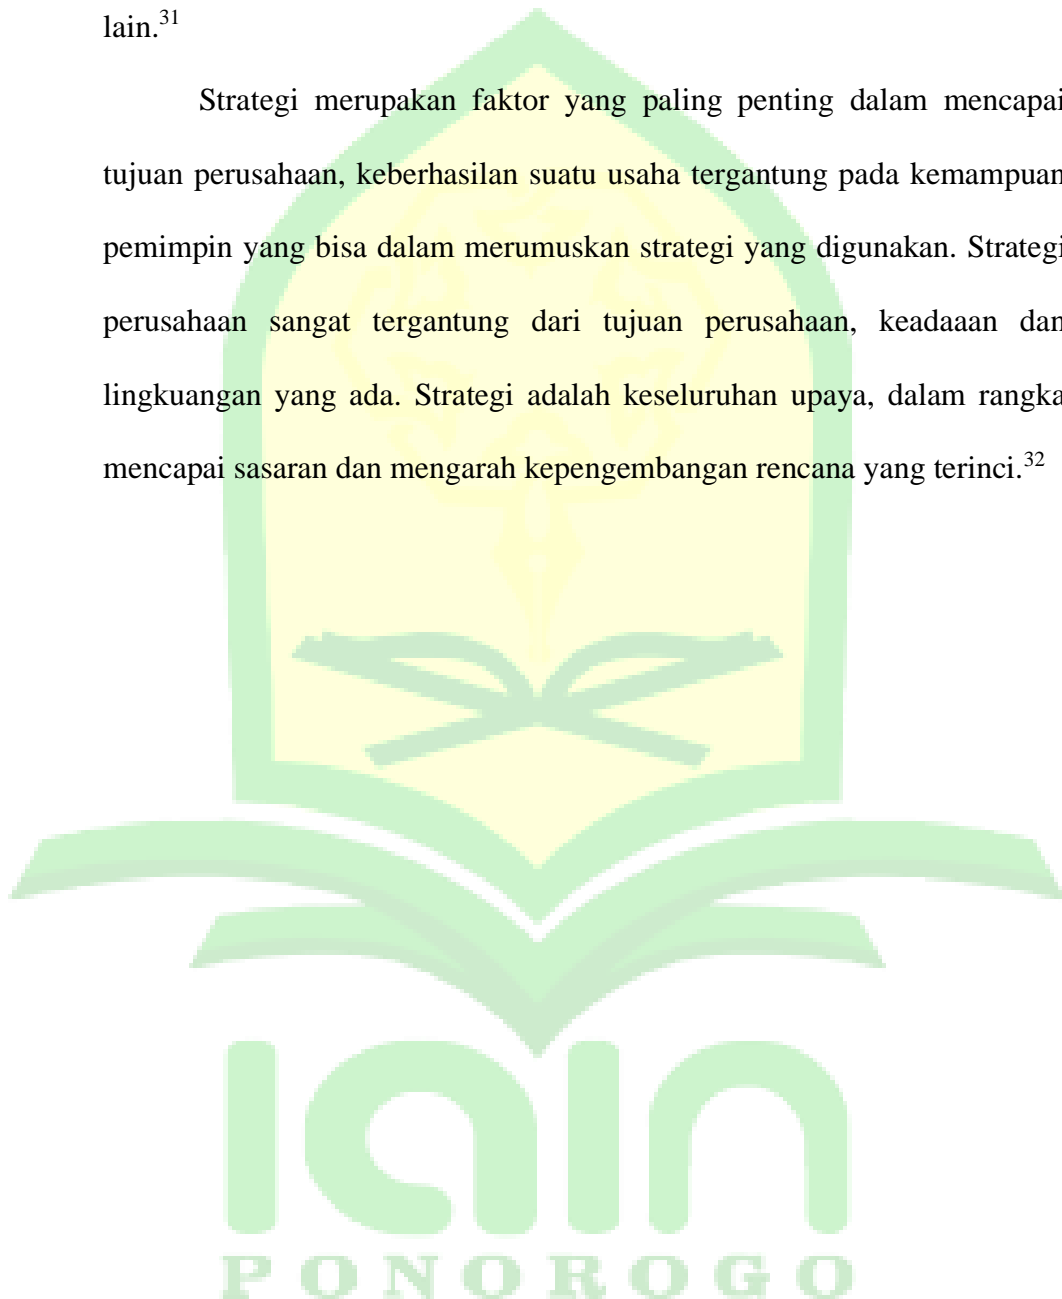 lain.31
Strategi merupakan faktor yang paling penting dalam mencapai
tujuan perusahaan, keberhasilan suatu usaha tergantung pada kemampuan
pemimpin yang bisa dalam merumuskan strategi yang digunakan. Strategi
perusahaan sangat tergantung dari tujuan perusahaan, keadaaan dan
lingkuangan yang ada. Strategi adalah keseluruhan upaya, dalam rangka
mencapai sasaran dan mengarah kepengembangan rencana yang terinci.32
iain
PONOROGO